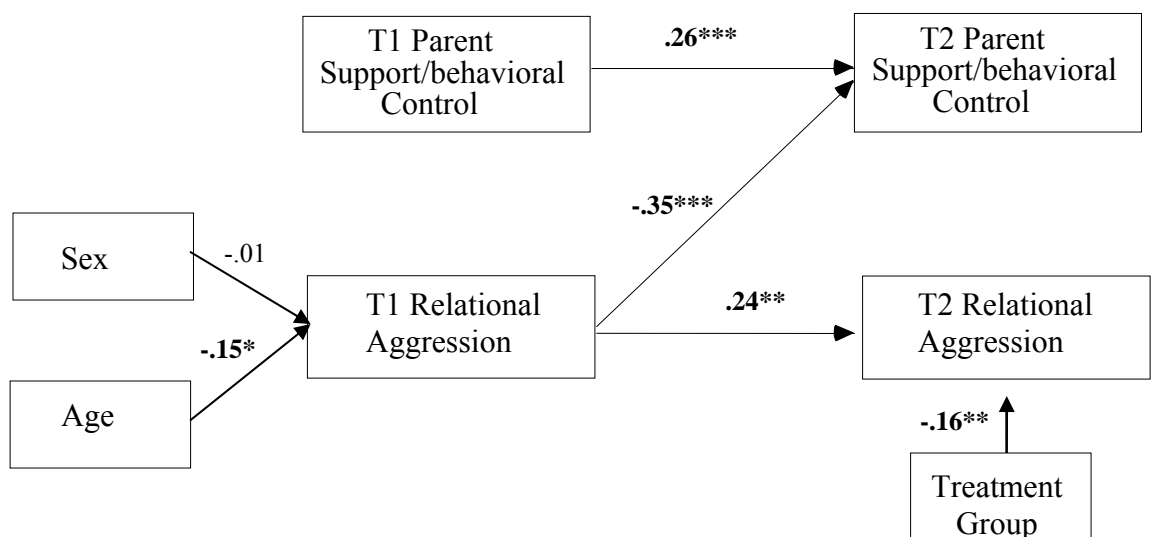 T1 Parent
Support/behavioral
Control
.26***
T2 Parent
Support/behavioral
Control
-.35***
Sex
-.01
T1 Relational
Aggression
.24**
T2 Relational
Aggression
-.15*
Age
-.16**
Treatment
Group